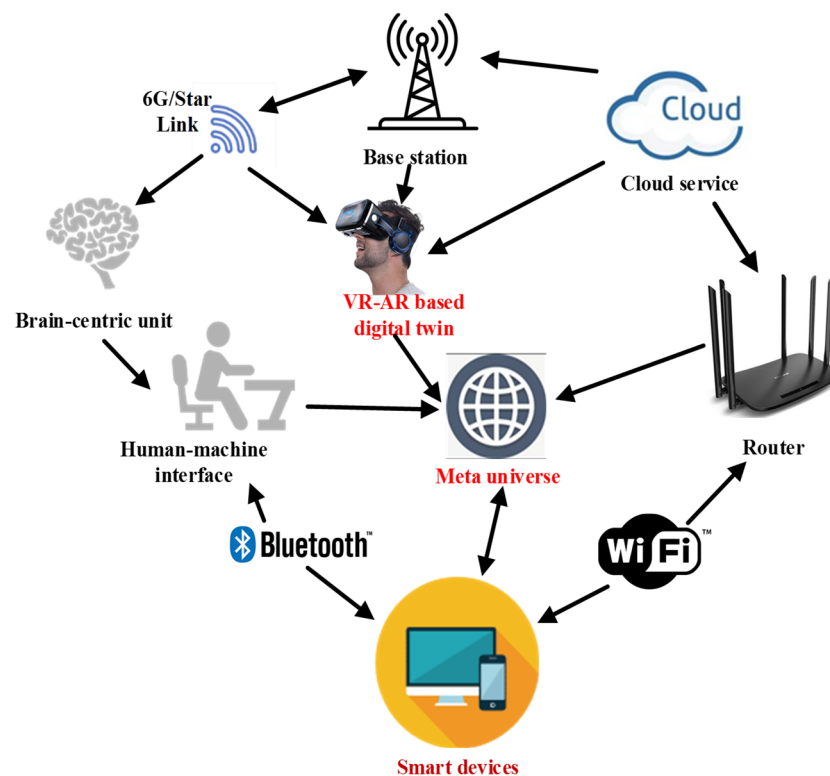 6G/Star
Link
Base station
Cloud
Cloud service
Brain-centric unit
VR-AR based
digital twin
Human-machine
interface
Meta universe
Router
Bluetooth™
WiFi™
Smart devices